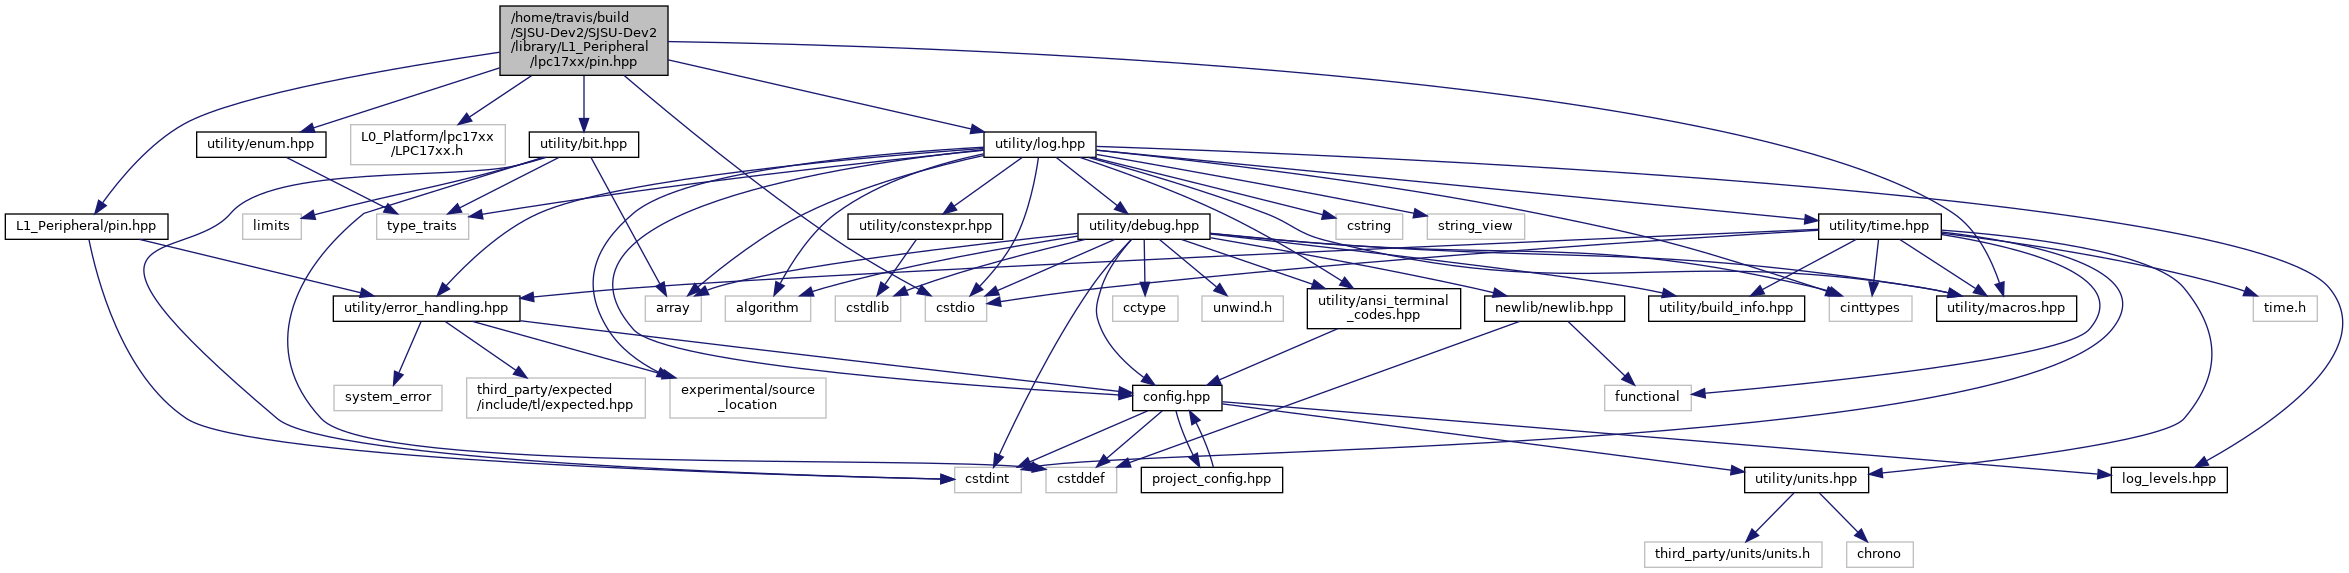 /home/travis/build
/SJSU-Dev2/SJSU-Dev2
/library/L1_Peripheral
/lpc17xx/pin.hpp
utility/enum.hpp
L0_Platform/lpc17xx
/LPC17xx.h
utility/bit.hpp
utility/log.hpp
L1_Peripheral/pin.hpp
limits
type_traits
utility/constexpr.hpp
utility/debug.hpp
cstring
string_view
utility/time.hpp
utility/error_handling.hpp
array
algorithm
cstdlib
cstdio
cctype
unwind.h
utility/ansi_terminal
_codes.hpp
newlib/newlib.hpp
utility/build_info.hpp
cinttypes
utility/macros.hpp
time.h
system_error
third_party/expected
/include/tl/expected.hpp
experimental/source
_location
config.hpp
functional
cstdint
cstddef
project_config.hpp
utility/units.hpp
log_levels.hpp
third_party/units/units.h
chrono